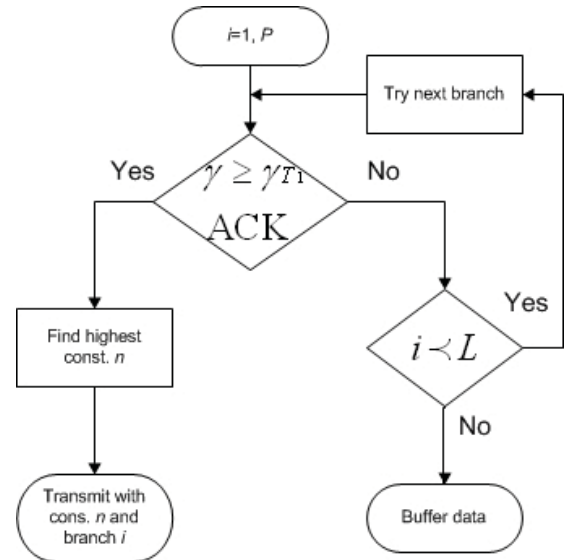 i=1, P
Try next branch
Yes
γ ≥ γT1
No
ACK
Find highest
const. n
Yes
i ≺ L
No
Transmit with
cons. n and
branch i
Buffer data